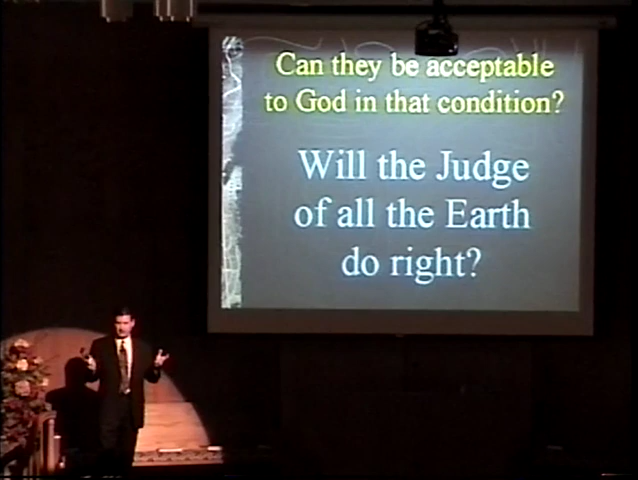 Can they be acceptable
to God in that condition?
Will the Judge
of all the Earth
do right?